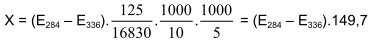 X = (E₂₈₄ – E₃₃₆). 125/16830 . 1000/10 . 1000/5 = (E₂₈₄ – E₃₃₆).149,7